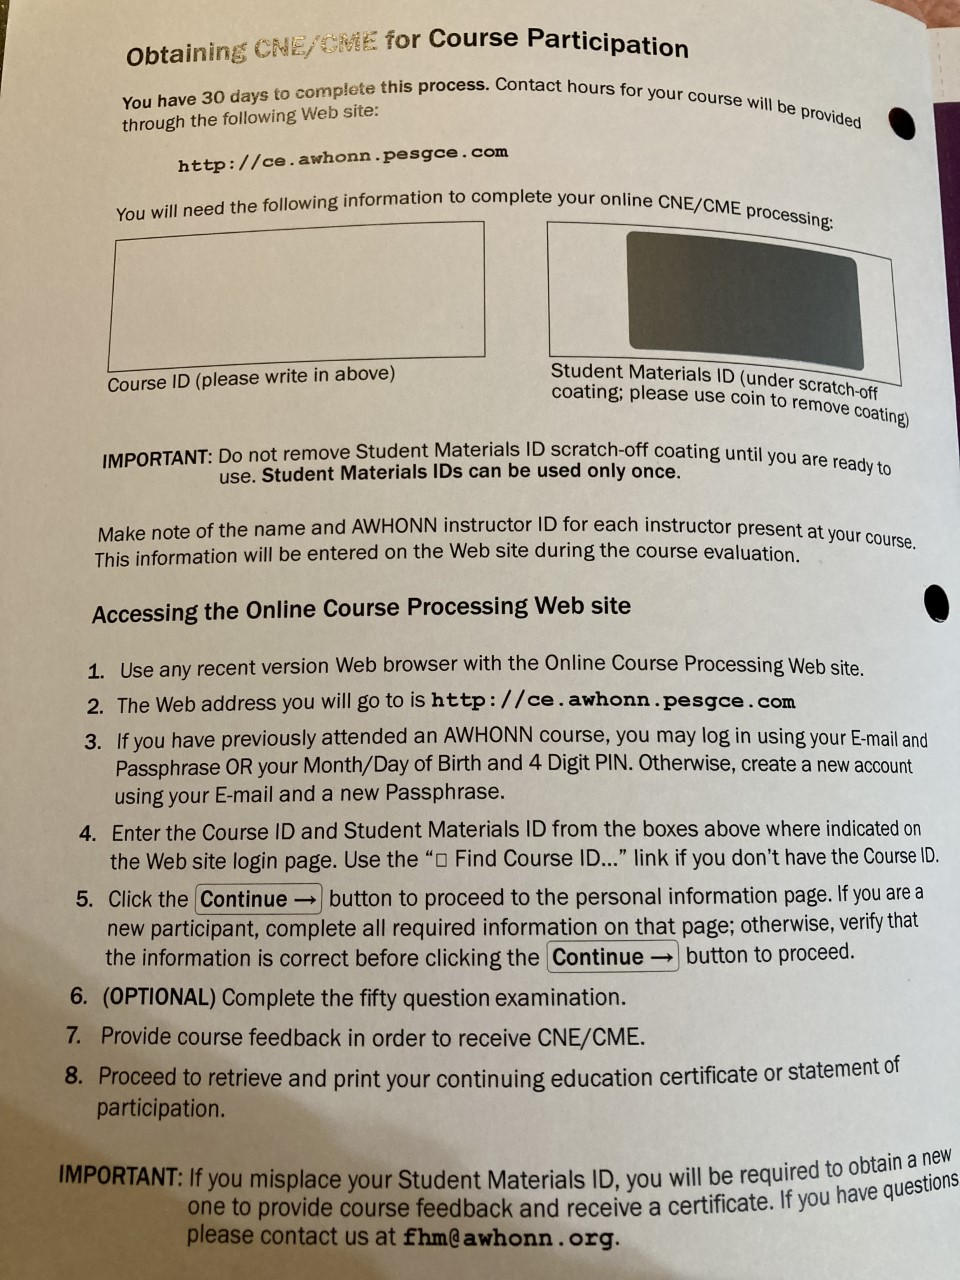 Obtaining CNE/CME for Course Participation
You have 30 days to complete this process. Contact hours for your course will be provided
through the following Web site:
http://ce.awhonn.pesgce.com
You will need the following information to complete your online CNE/CME processing:
Course ID (please write in above)
Student Materials ID (under scratch-off
coating; please use coin to remove coating)
IMPORTANT: Do not remove Student Materials ID scratch-off coating until you are ready to
use. Student Materials IDs can be used only once.
Make note of the name and AWHONN instructor ID for each instructor present at your course.
This information will be entered on the Web site during the course evaluation.
Accessing the Online Course Processing Web site
1. Use any recent version Web browser with the Online Course Processing Web site.
2. The Web address you will go to is http://ce.awhonn.pesgce.com
3. If you have previously attended an AWHONN course, you may log in using your E-mail and
Passphrase OR your Month/Day of Birth and 4 Digit PIN. Otherwise, create a new account
using your E-mail and a new Passphrase.
4. Enter the Course ID and Student Materials ID from the boxes above where indicated on
the Web site login page. Use the “□ Find Course ID...” link if you don’t have the Course ID.
5. Click the Continue → button to proceed to the personal information page. If you are a
new participant, complete all required information on that page; otherwise, verify that
the information is correct before clicking the Continue → button to proceed.
6. (OPTIONAL) Complete the fifty question examination.
7. Provide course feedback in order to receive CNE/CME.
8. Proceed to retrieve and print your continuing education certificate or statement of
participation.
IMPORTANT: If you misplace your Student Materials ID, you will be required to obtain a new
one to provide course feedback and receive a certificate. If you have questions
please contact us at fhm@awhonn.org.